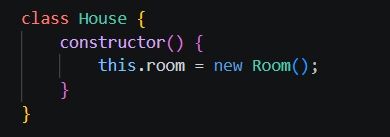 class House {
    constructor() {
        this.room = new Room();
    }
}